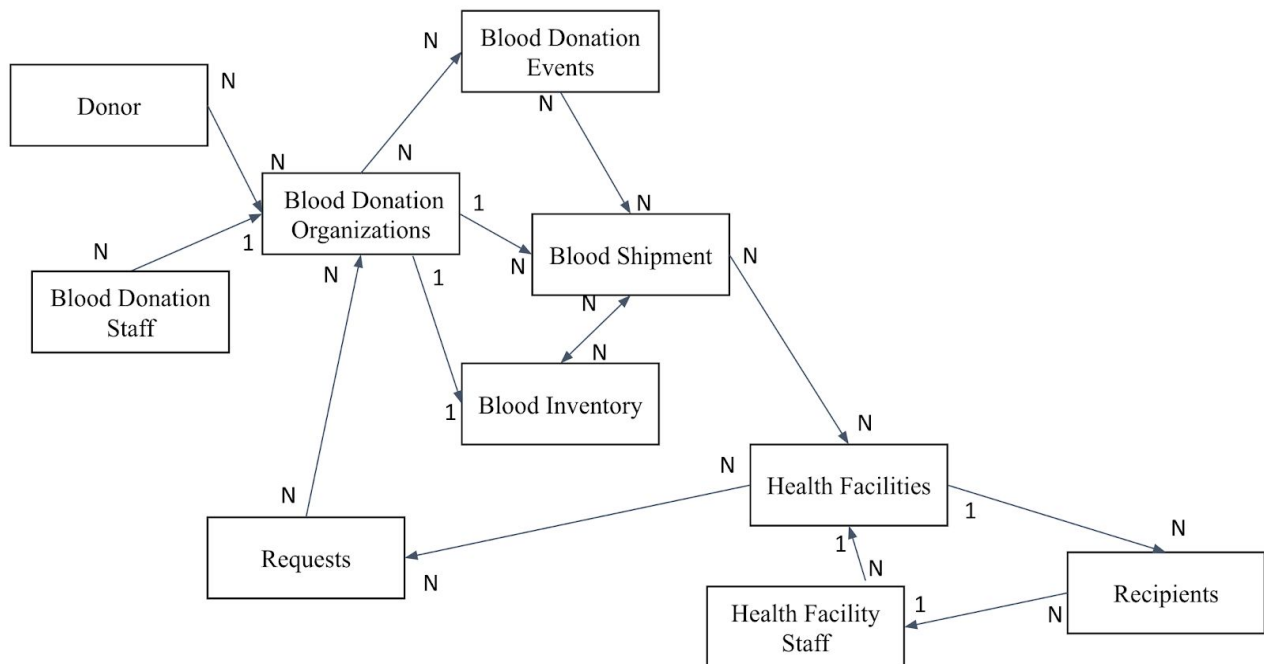 Blood Donation
Events
N
N
Donor
N
N
N
N
Blood Donation
Organizations
1
N
N
1
N
Blood Shipment
N
N
1
Blood Donation
Staff
N
N
1
Blood Inventory
N
N
Health Facilities
N
1
N
1
N
Requests
N
N
Recipients
1
N
Health Facility
Staff